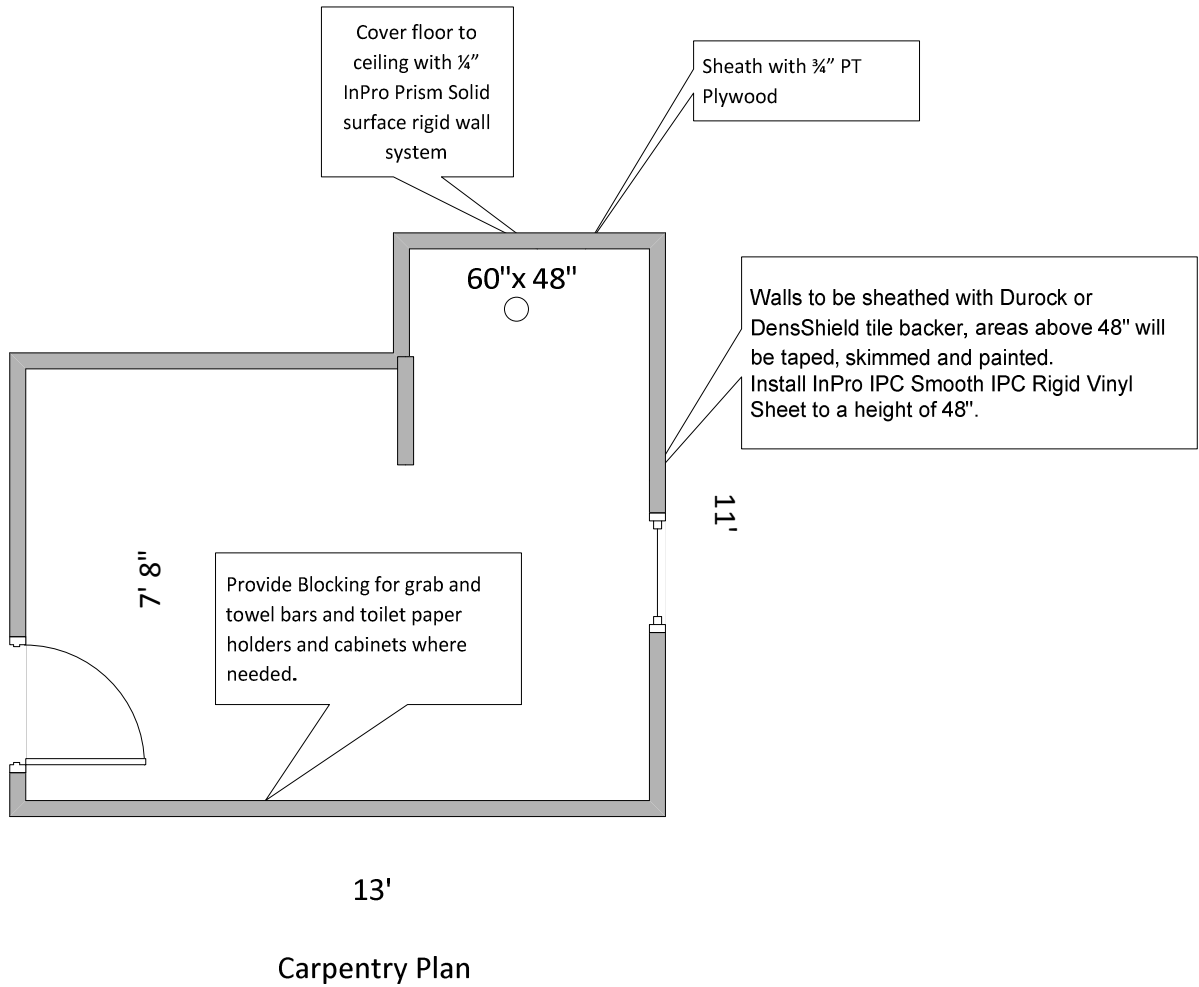 Cover floor to
ceiling with ¼”
InPro Prism Solid
surface rigid wall
system
Sheath with ¾” PT
Plywood
60"x 48"
Walls to be sheathed with Durock or
DensShield tile backer, areas above 48" will
be taped, skimmed and painted.
Install InPro IPC Smooth IPC Rigid Vinyl
Sheet to a height of 48".
11'
7' 8"
Provide Blocking for grab and
towel bars and toilet paper
holders and cabinets where
needed.
13'
Carpentry Plan